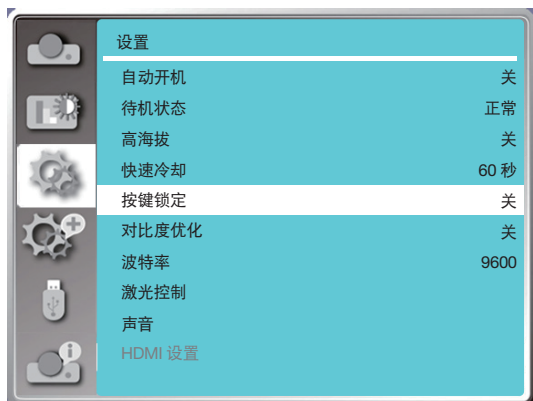 设置
自动开机 关
待机状态 正常
高海拔 关
快速冷却 60 秒
按键锁定 关
对比度优化 关
波特率 9600
激光控制
声音
HDMI 设置